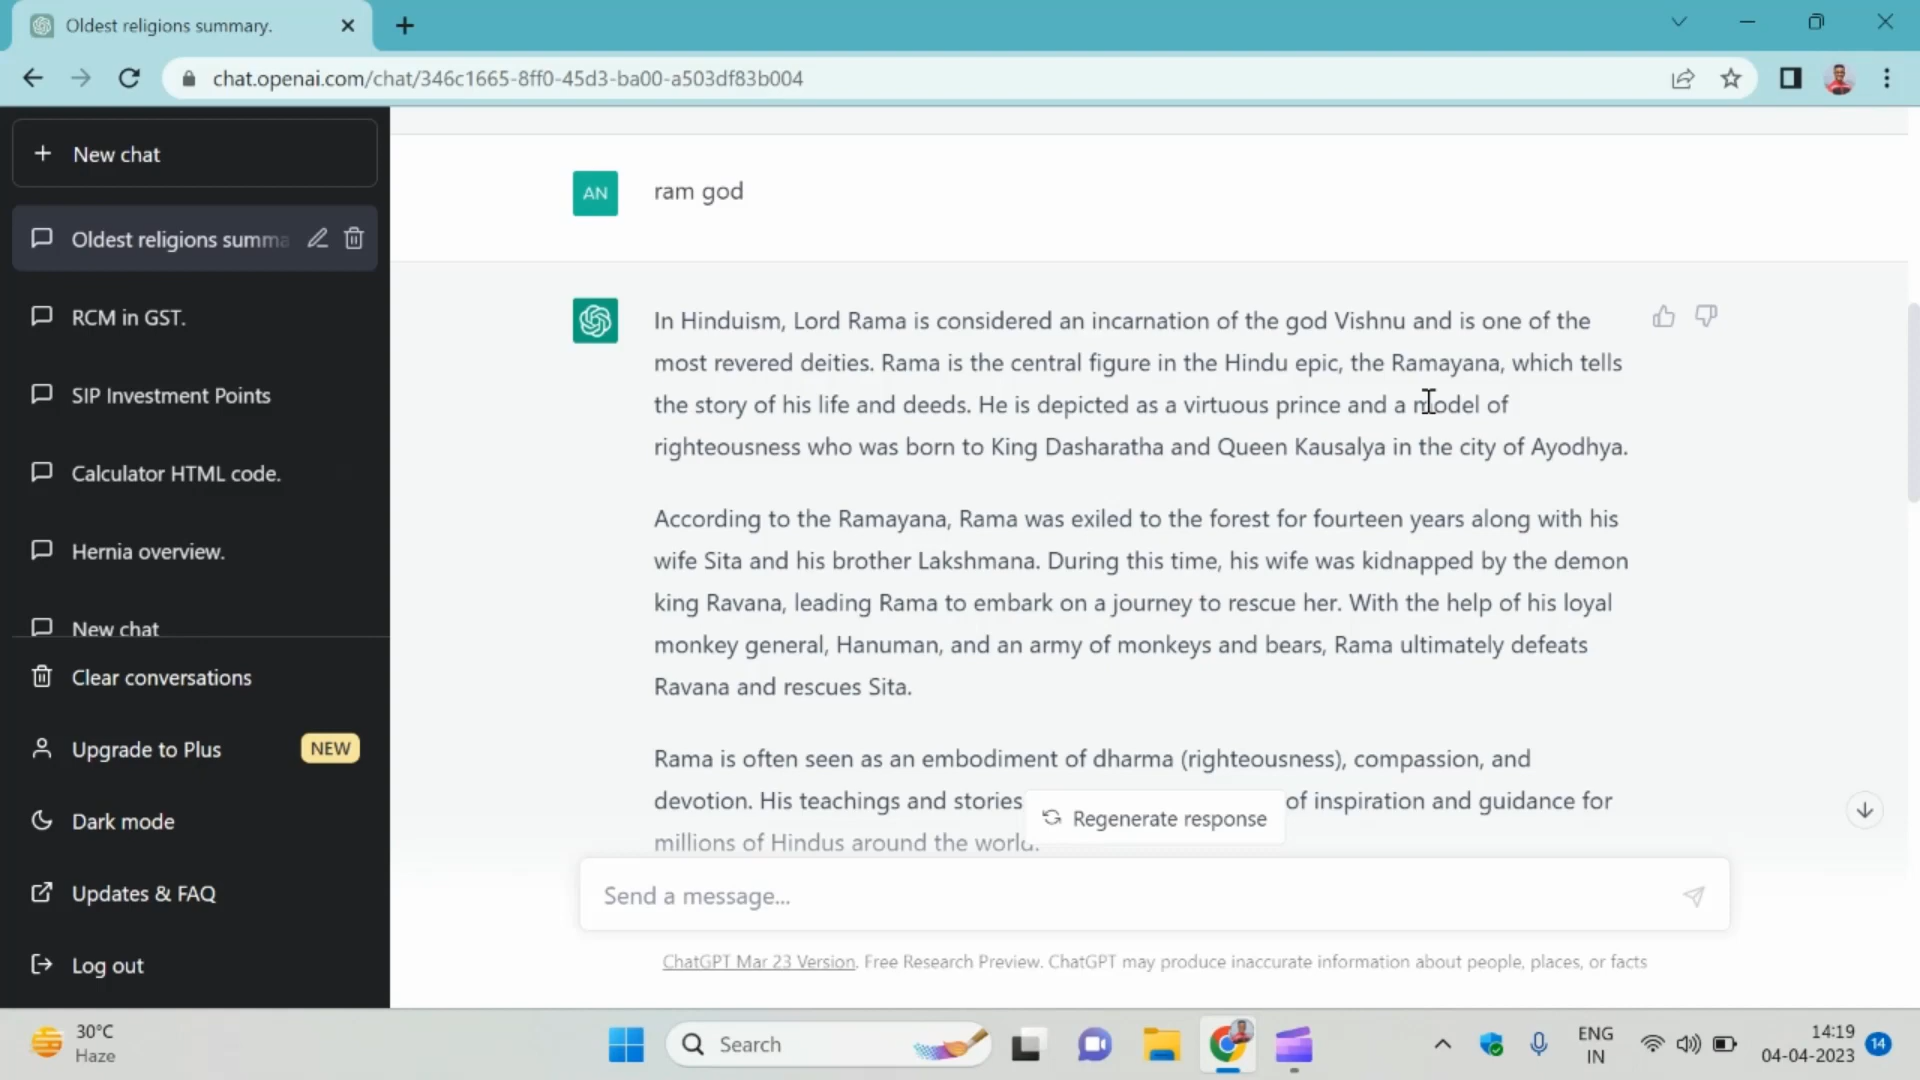 Oldest religions summary.
chat.openai.com/chat/346c1665-8ff0-45d3-ba00-a503df83b004
New chat
Oldest religions summa
RCM in GST.
SIP Investment Points
Calculator HTML code.
Hernia overview.
New chat
Clear conversations
Upgrade to Plus NEW
Dark mode
Updates & FAQ
Log out
AN ram god
In Hinduism, Lord Rama is considered an incarnation of the god Vishnu and is one of the
most revered deities. Rama is the central figure in the Hindu epic, the Ramayana, which tells
the story of his life and deeds. He is depicted as a virtuous prince and a model of
righteousness who was born to King Dasharatha and Queen Kausalya in the city of Ayodhya.
According to the Ramayana, Rama was exiled to the forest for fourteen years along with his
wife Sita and his brother Lakshmana. During this time, his wife was kidnapped by the demon
king Ravana, leading Rama to embark on a journey to rescue her. With the help of his loyal
monkey general, Hanuman, and an army of monkeys and bears, Rama ultimately defeats
Ravana and rescues Sita.
Rama is often seen as an embodiment of dharma (righteousness), compassion, and
devotion. His teachings and stories of inspiration and guidance for
millions of Hindus around the world.
Regenerate response
Send a message...
ChatGPT Mar 23 Version. Free Research Preview. ChatGPT may produce inaccurate information about people, places, or facts
30°C
Haze
Search
ENG
IN
14:19
04-04-2023
14